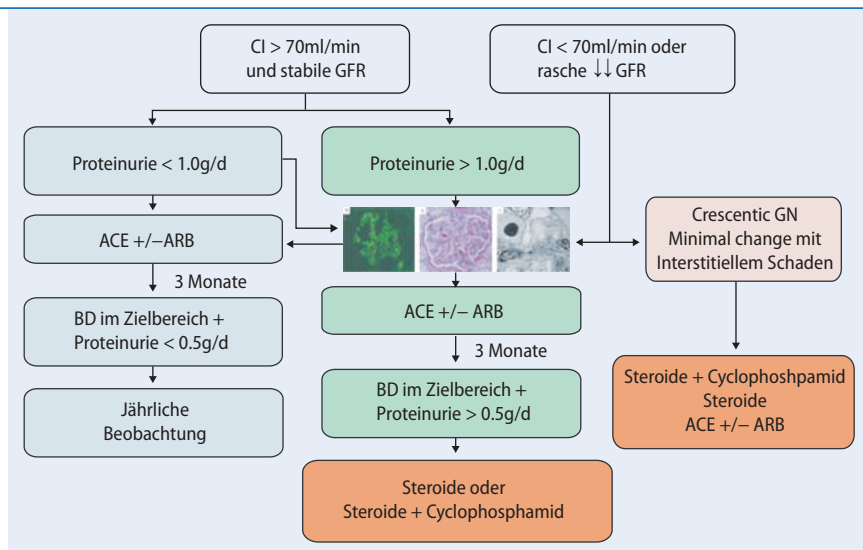 CI > 70ml/min
und stabile GFR
CI < 70ml/min oder
rasche ↓↓ GFR
Proteinurie < 1.0g/d
Proteinurie > 1.0g/d
ACE +/−ARB
Crescentic GN
Minimal change mit
Interstitiellem Schaden
3 Monate
ACE +/− ARB
BD im Zielbereich +
Proteinurie < 0.5g/d
3 Monate
BD im Zielbereich +
Proteinurie > 0.5g/d
Steroide + Cyclophoshpamid
Steroide
ACE +/− ARB
Jährliche
Beobachtung
Steroide oder
Steroide + Cyclophosphamid